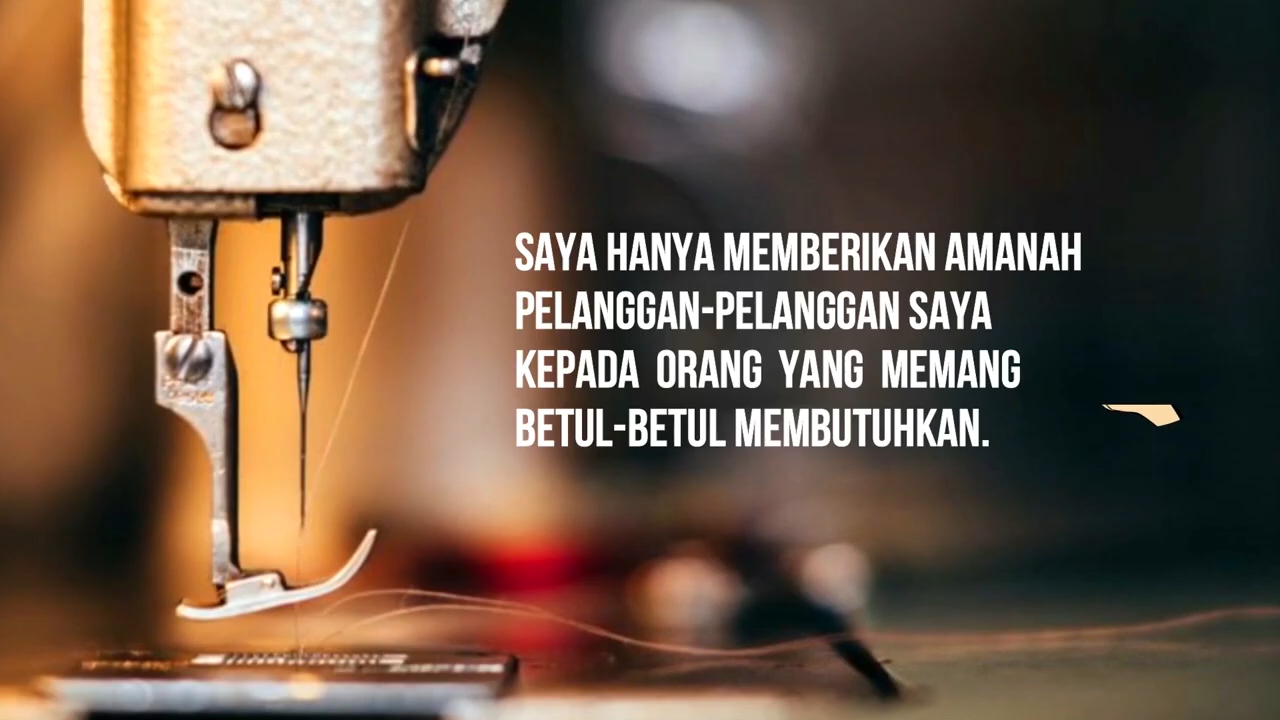 SAYA HANYA MEMBERIKAN AMANAH
PELANGGAN-PELANGGAN SAYA
KEPADA ORANG YANG MEMANG
BETUL-BETUL MEMBUTUHKAN.